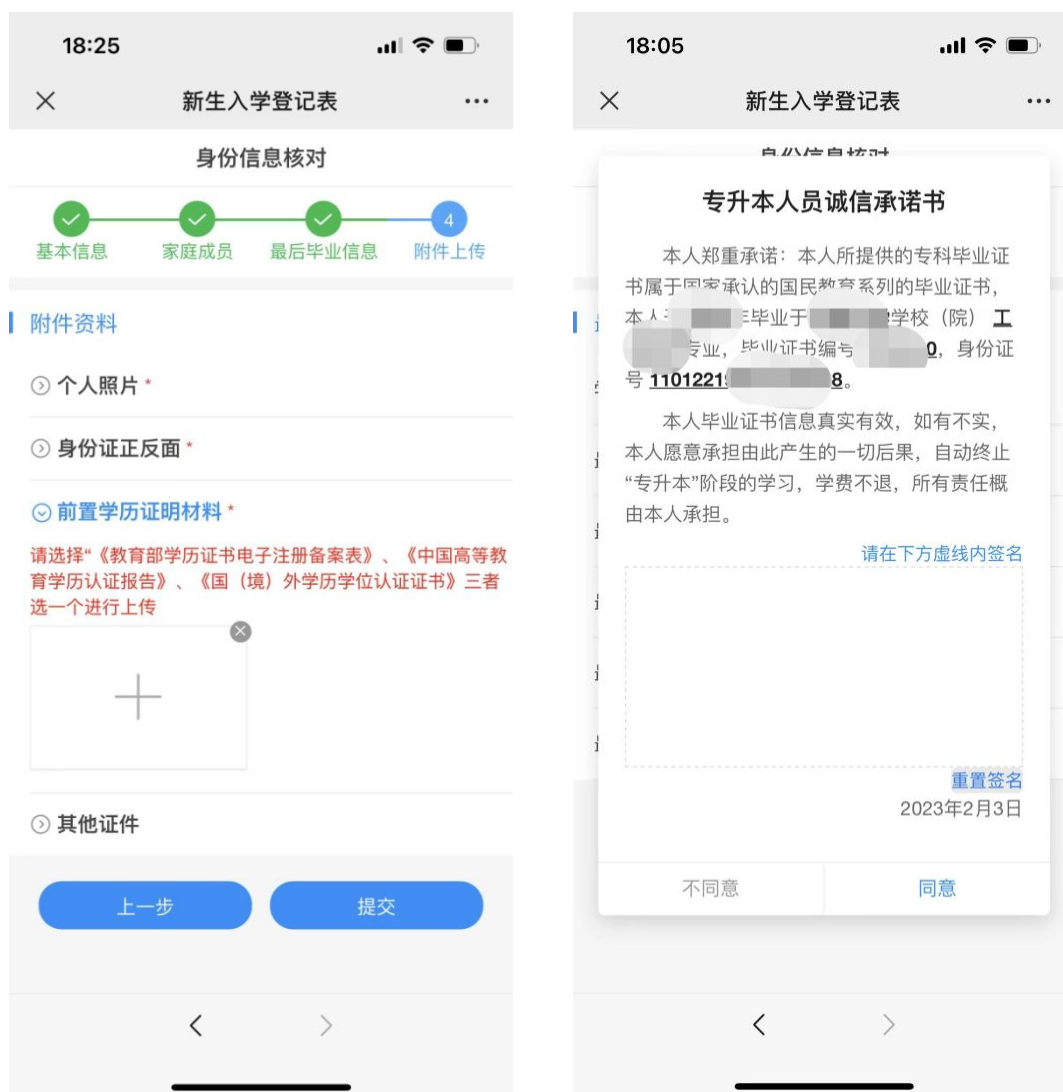 18:25
新生入学登记表
身份信息核对
4
基本信息
家庭成员
最后毕业信息
附件上传
附件资料
个人照片 *
身份证正反面 *
前置学历证明材料 *
请选择“《教育部学历证书电子注册备案表》、《中国高等教
育学历认证报告》、《国（境）外学历学位认证证书》三者
选一个进行上传
其他证件
上一步
提交
18:05
新生入学登记表
身份信息核对
专升本人员诚信承诺书
本人郑重承诺：本人所提供的专科毕业证
书属于国家承认的国民教育系列的毕业证书，
本人 毕业于 学校（院） 工
专业，毕业证书编号 0，身份证
号 1101221 8。
本人毕业证书信息真实有效，如有不实，
本人愿意承担由此产生的一切后果，自动终止
“专升本”阶段的学习，学费不退，所有责任概
由本人承担。
请在下方虚线内签名
重置签名
2023年2月3日
不同意
同意